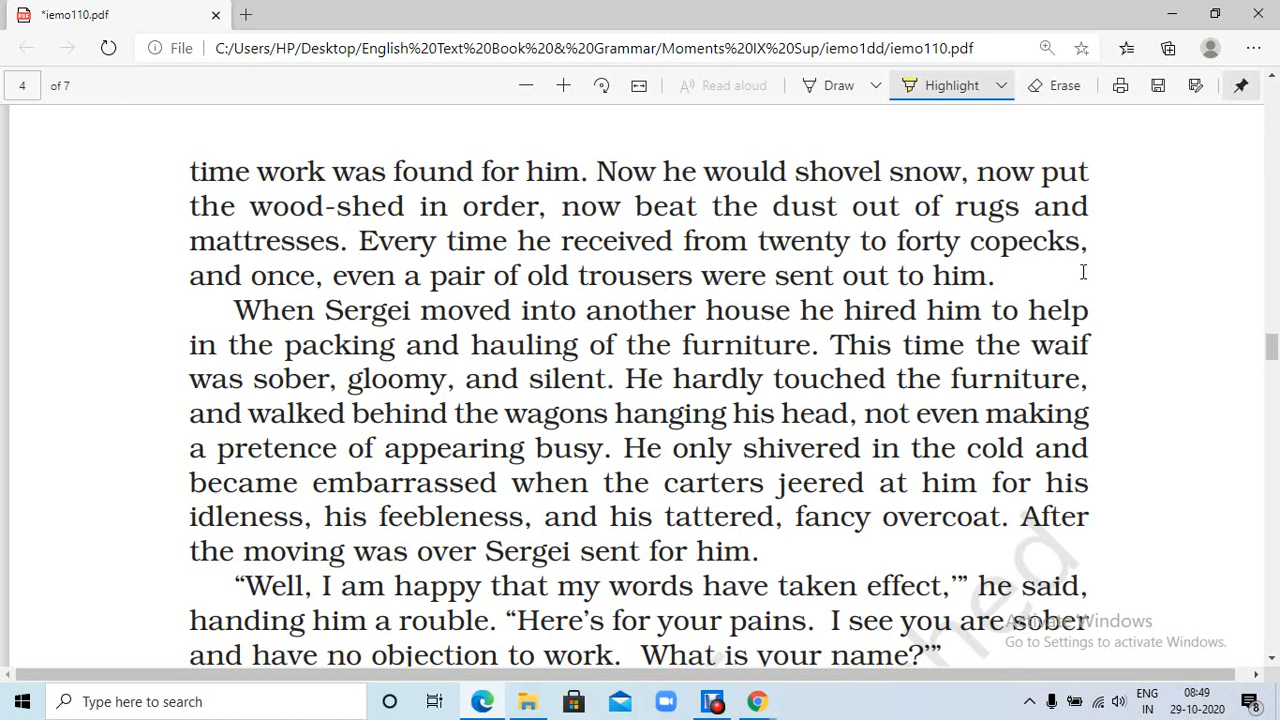 *iemo110.pdf
File
C:/Users/HP/Desktop/English%20Text%20Book%20&%20Grammar/Moments%20IX%20Sup/iemo1dd/iemo110.pdf
4 of 7
Read aloud
Draw
Highlight
Erase
time work was found for him. Now he would shovel snow, now put
the wood-shed in order, now beat the dust out of rugs and
mattresses. Every time he received from twenty to forty copecks,
and once, even a pair of old trousers were sent out to him.
When Sergei moved into another house he hired him to help
in the packing and hauling of the furniture. This time the waif
was sober, gloomy, and silent. He hardly touched the furniture,
and walked behind the wagons hanging his head, not even making
a pretence of appearing busy. He only shivered in the cold and
became embarrassed when the carters jeered at him for his
idleness, his feebleness, and his tattered, fancy overcoat. After
the moving was over Sergei sent for him.
“Well, I am happy that my words have taken effect,’” he said,
handing him a rouble. “Here’s for your pains. I see you are sober
and have no objection to work. What is your name?’”
hed
Activate Windows
Go to Settings to activate Windows.
Type here to search
ENG
IN
08:49
29-10-2020
8